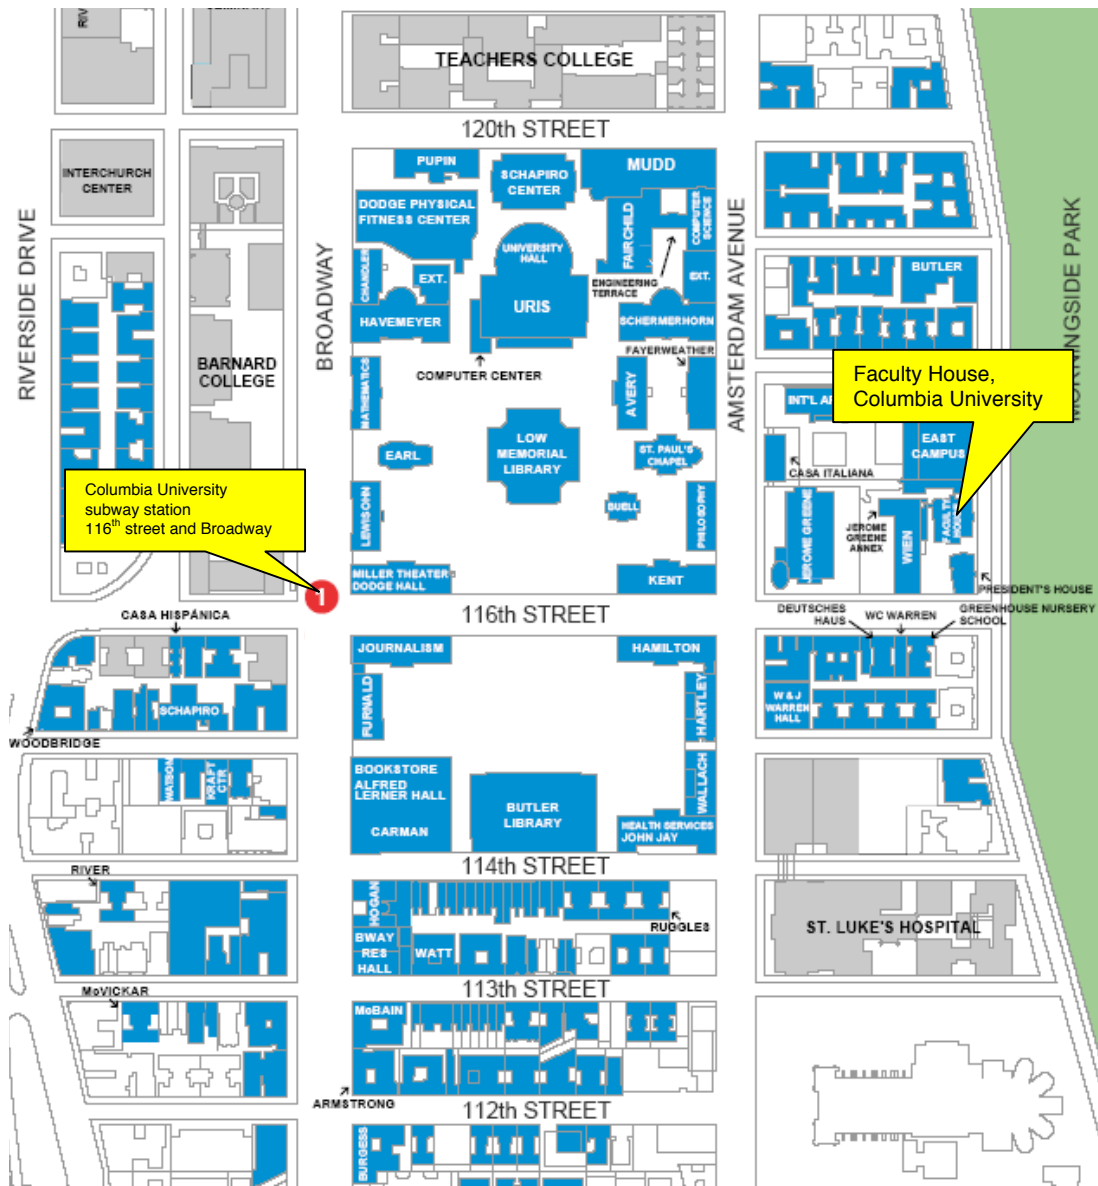 RIV
SEMINARY
TEACHERS COLLEGE
120th STREET
INTERCHURCH
CENTER
PUPIN
SCHAPIRO
CENTER
MUDD
DODGE PHYSICAL
FITNESS CENTER
FAIRCHILD
COMPUTER
SCIENCE
RIVERSIDE DRIVE
BROADWAY
AMSTERDAM AVENUE
MORNINGSIDE PARK
UNIVERSITY
HALL
CHANDLER
EXT.
ENGINEERING
TERRACE
EXT.
BUTLER
URIS
HAVEMEYER
SCHERMERHORN
FAYERWEATHER
BARNARD
COLLEGE
COMPUTER CENTER
MATHEMATICS
AVERY
Faculty House,
Columbia University
INT'L AF
EAST
CAMPUS
LOW
MEMORIAL
LIBRARY
EARL
ST. PAUL'S
CHAPEL
CASA ITALIANA
Columbia University
subway station
116th street and Broadway
LEWISOHN
BUELL
PHILOSOPHY
JEROME GREENE
JEROME
GREENE
ANNEX
WIEN
FACULTY
HOUSE
MILLER THEATER
DODGE HALL
KENT
PRESIDENT'S HOUSE
1
116th STREET
CASA HISPÁNICA
DEUTSCHES
HAUS
WC WARREN
GREENHOUSE NURSERY
SCHOOL
JOURNALISM
HAMILTON
FURNALD
HARTLEY
SCHAPIRO
W & J
WARREN
HALL
WOODBRIDGE
WATSON
KRAFT
CTR
BOOKSTORE
ALFRED
LERNER HALL
CARMAN
BUTLER
LIBRARY
WALLACH
HEALTH SERVICES
JOHN JAY
114th STREET
RIVER
HOGAN
RUGGLES
BWAY
RES
HALL
WATT
ST. LUKE'S HOSPITAL
113th STREET
McVICKAR
McBAIN
ARMSTRONG
112th STREET
BURGESS